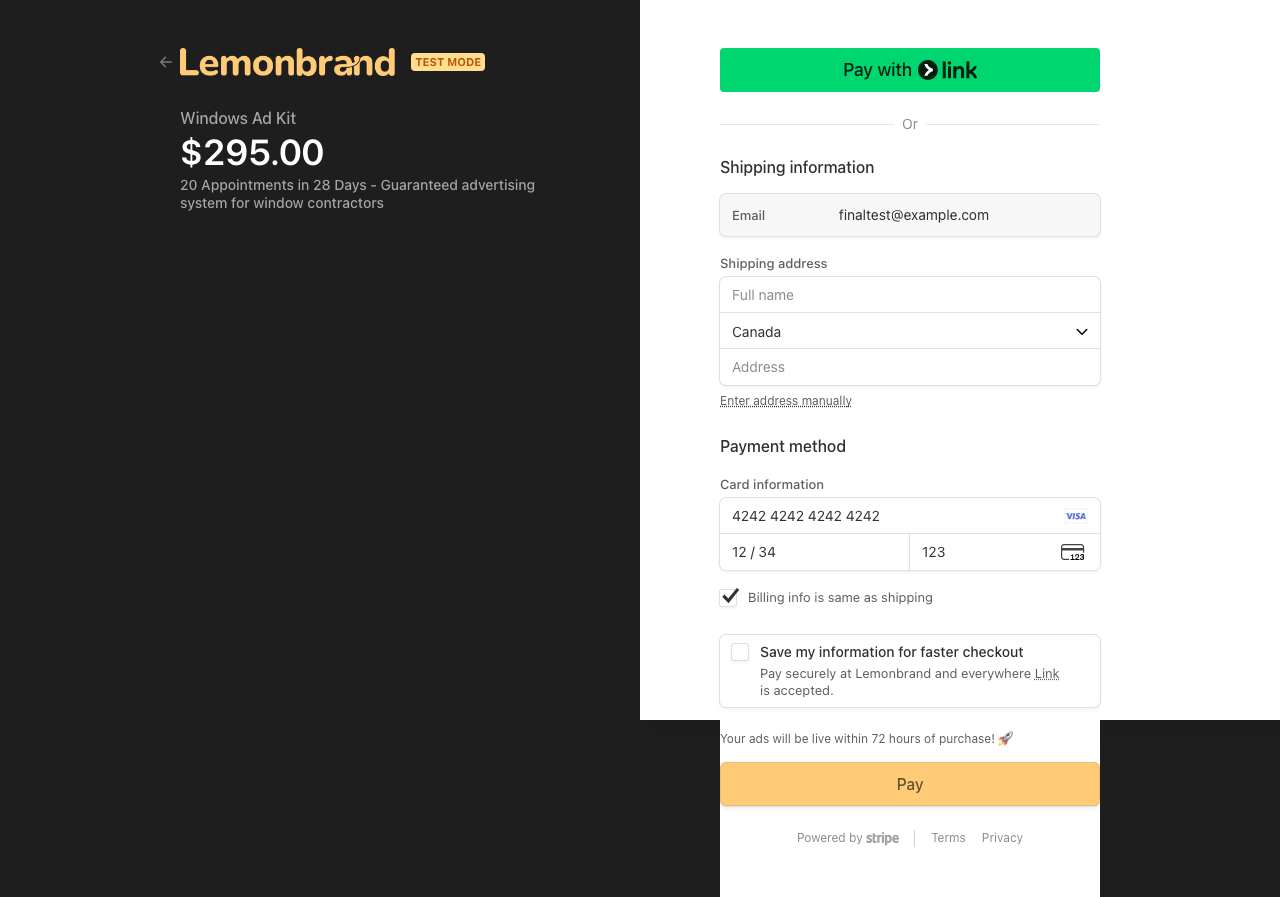 Lemonbrand
TEST MODE
Windows Ad Kit
$295.00
20 Appointments in 28 Days - Guaranteed advertising
system for window contractors
Pay with link
Or
Shipping information
Email
finaltest@example.com
Shipping address
Full name
Canada
Address
Enter address manually
Payment method
Card information
4242 4242 4242 4242
VISA
12 / 34
123
123
Billing info is same as shipping
Save my information for faster checkout
Pay securely at Lemonbrand and everywhere Link
is accepted.
Your ads will be live within 72 hours of purchase! 🚀
Pay
Powered by stripe
Terms
Privacy